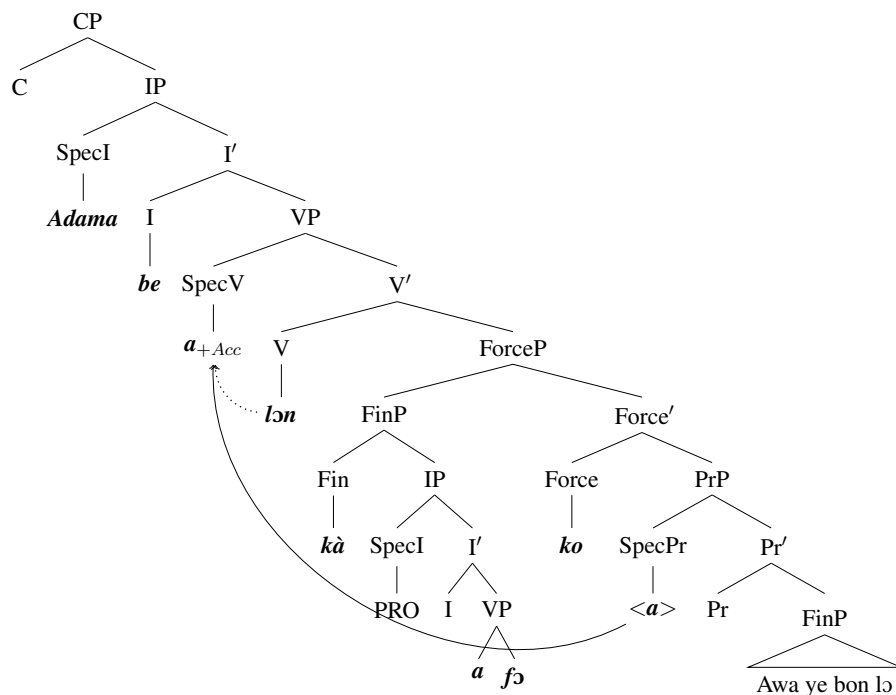 CP
C IP
SpecI I′
Adama I VP
be SpecV V′
a+Acc V ForceP
lɔn FinP Force′
Fin IP Force PrP
kà SpecI I′ ko SpecPr Pr′
PRO I VP <a> Pr FinP
a fɔ Awa ye bon lɔ